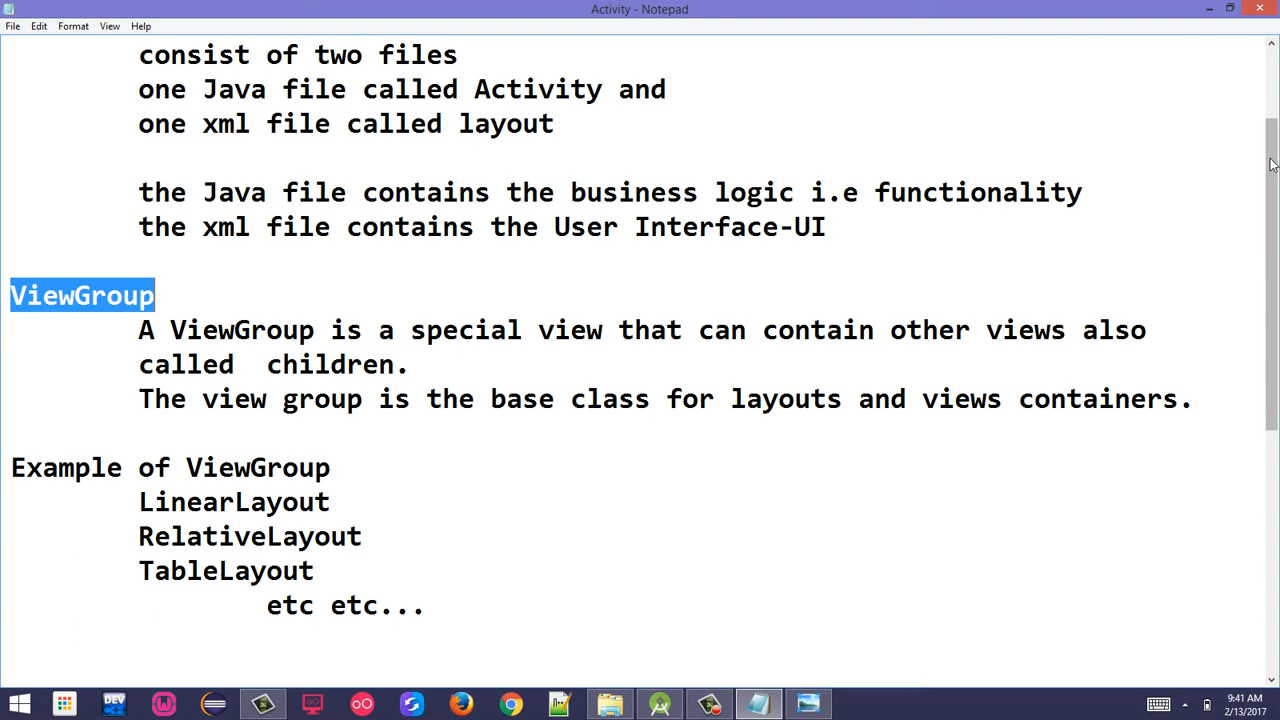 Activity - Notepad
File Edit Format View Help
consist of two files
one Java file called Activity and
one xml file called layout
the Java file contains the business logic i.e functionality
the xml file contains the User Interface-UI
ViewGroup
A ViewGroup is a special view that can contain other views also
called  children.
The view group is the base class for layouts and views containers.
Example of ViewGroup
LinearLayout
RelativeLayout
TableLayout
etc etc...
DEV
9:41 AM
2/13/2017